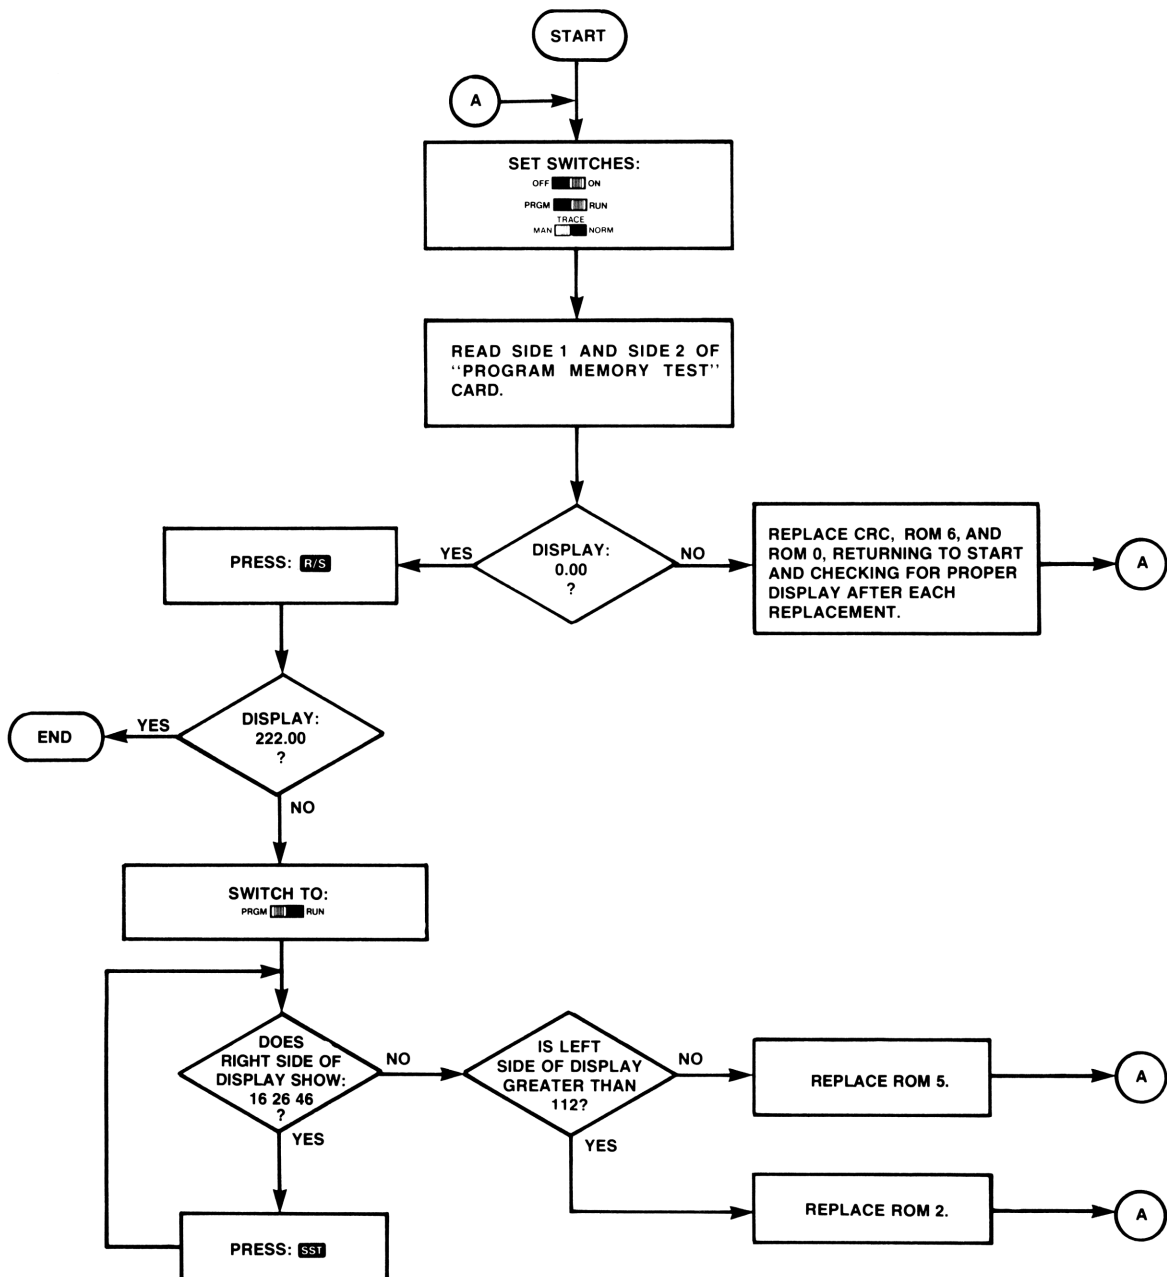 START
A
SET SWITCHES:
OFF ON
PRGM RUN
TRACE
MAN NORM
READ SIDE 1 AND SIDE 2 OF
“PROGRAM MEMORY TEST”
CARD.
DISPLAY:
0.00
?
YES
NO
PRESS: R/S
REPLACE CRC, ROM 6, AND
ROM 0, RETURNING TO START
AND CHECKING FOR PROPER
DISPLAY AFTER EACH
REPLACEMENT.
A
DISPLAY:
222.00
?
YES
END
NO
SWITCH TO:
PRGM RUN
DOES
RIGHT SIDE OF
DISPLAY SHOW:
16 26 46
?
NO
YES
IS LEFT
SIDE OF DISPLAY
GREATER THAN
112?
NO
REPLACE ROM 5.
A
YES
REPLACE ROM 2.
A
PRESS: SST